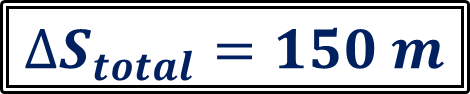 ΔS_total = 150 m